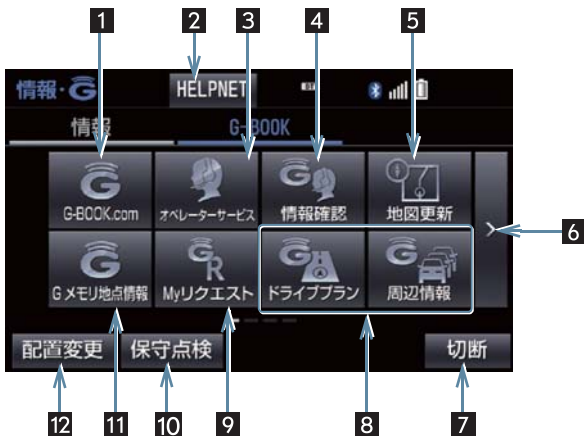 1 2 3 4 5
情報・G HELPNET
情報 G-BOOK
G-BOOK.com オペレーターサービス 情報確認 地図更新
> 6
Gメモリ地点情報 Myリクエスト ドライブプラン 周辺情報
配置変更 保守点検 切断
12 11 10 9 8 7